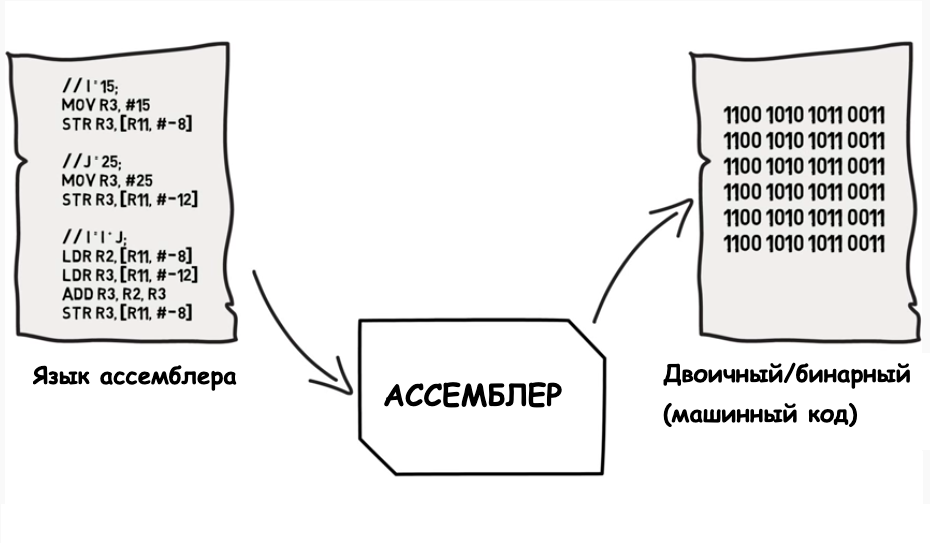 //I = 15;
MOV R3, #15
STR R3, [R11, #-8]
//J = 25;
MOV R3, #25
STR R3, [R11, #-12]
//I = I + J;
LDR R2, [R11, #-8]
LDR R3, [R11, #-12]
ADD R3, R2, R3
STR R3, [R11, #-8]
Язык ассемблера
АССЕМБЛЕР
1100 1010 1011 0011
1100 1010 1011 0011
1100 1010 1011 0011
1100 1010 1011 0011
1100 1010 1011 0011
1100 1010 1011 0011
Двоичный/бинарный
(машинный код)